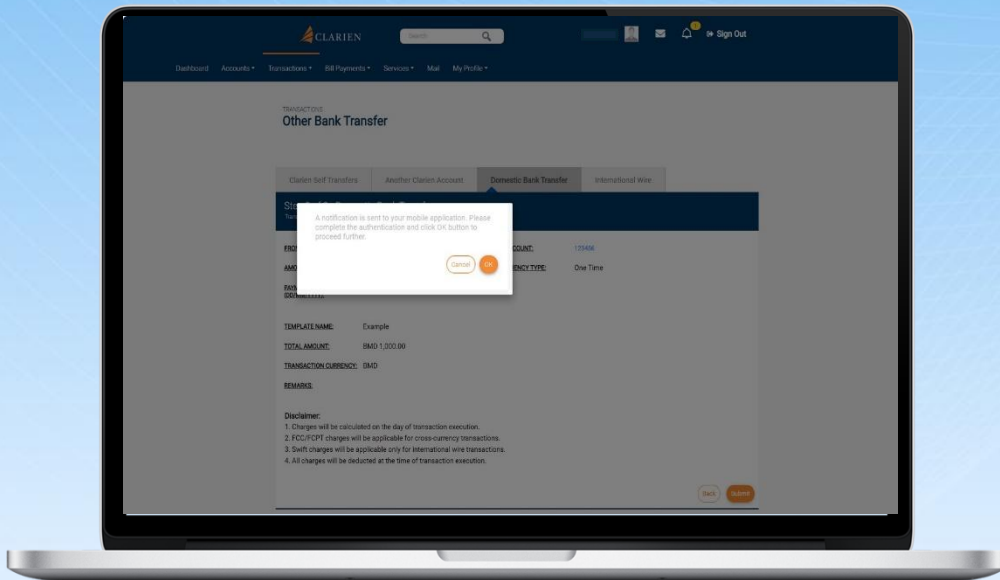 CLARIEN
Search
1
Sign Out
Dashboard Accounts Transactions Bill Payments Services Mail My Profile
TRANSACTIONS
Other Bank Transfer
Clarien Self Transfers Another Clarien Account Domestic Bank Transfer International Wire
A notification is sent to your mobile application. Please
complete the authentication and click OK button to
proceed further.
Cancel OK
123456
One Time
TEMPLATE NAME: Example
TOTAL AMOUNT: BMD 1,000.00
TRANSACTION CURRENCY: BMD
REMARKS:
Disclaimer:
1. Charges will be calculated on the day of transaction execution.
2. FCC/FCPT charges will be applicable for cross-currency transactions.
3. Swift charges will be applicable only for international wire transactions.
4. All charges will be deducted at the time of transaction execution.
Back Submit